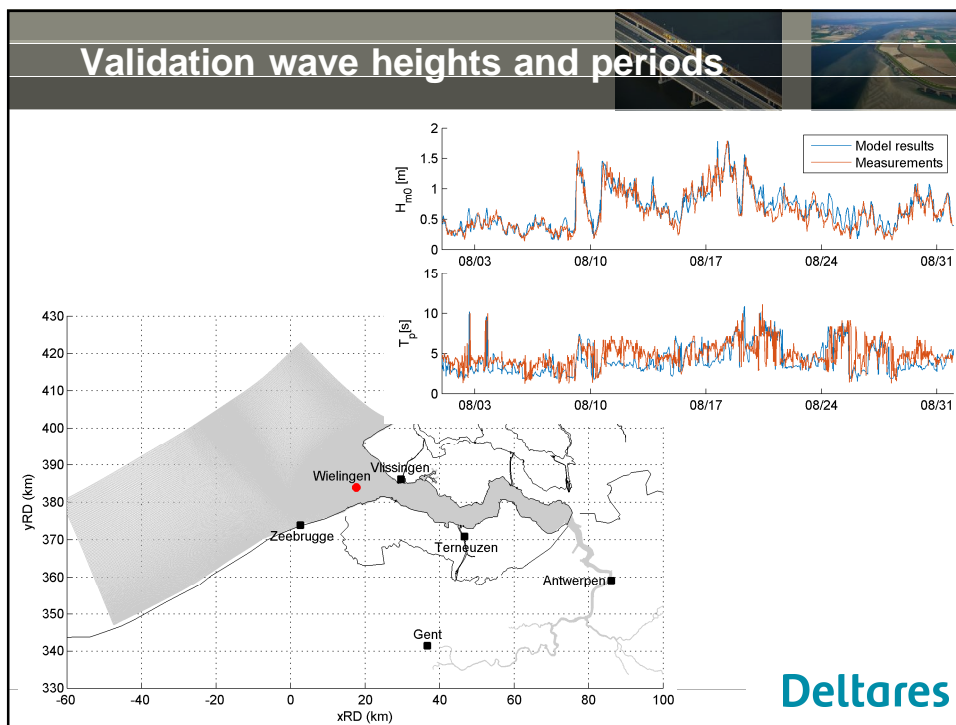 Validation wave heights and periods
2
1.5
1
0.5
0
H_m0 [m]
Model results
Measurements
08/03 08/10 08/17 08/24 08/31
15
10
5
0
T_p[s]
08/03 08/10 08/17 08/24 08/31
430
420
410
400
390
380
370
360
350
340
330
yRD (km)
Wielingen
Vlissingen
Zeebrugge
Terneuzen
Antwerpen
Gent
-60 -40 -20 0 20 40 60 80 100
xRD (km)
Deltares